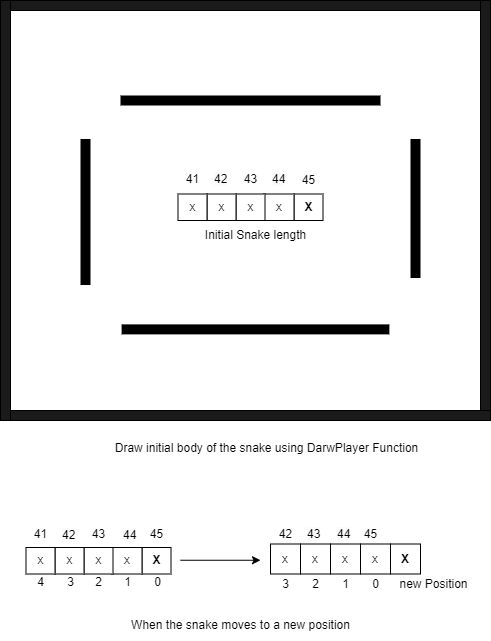 41 42 43 44 45
x x x x X
Initial Snake length
Draw initial body of the snake using DarwPlayer Function
41 42 43 44 45 42 43 44 45
x x x x X x x x x X
4 3 2 1 0 3 2 1 0 new Position
When the snake moves to a new position